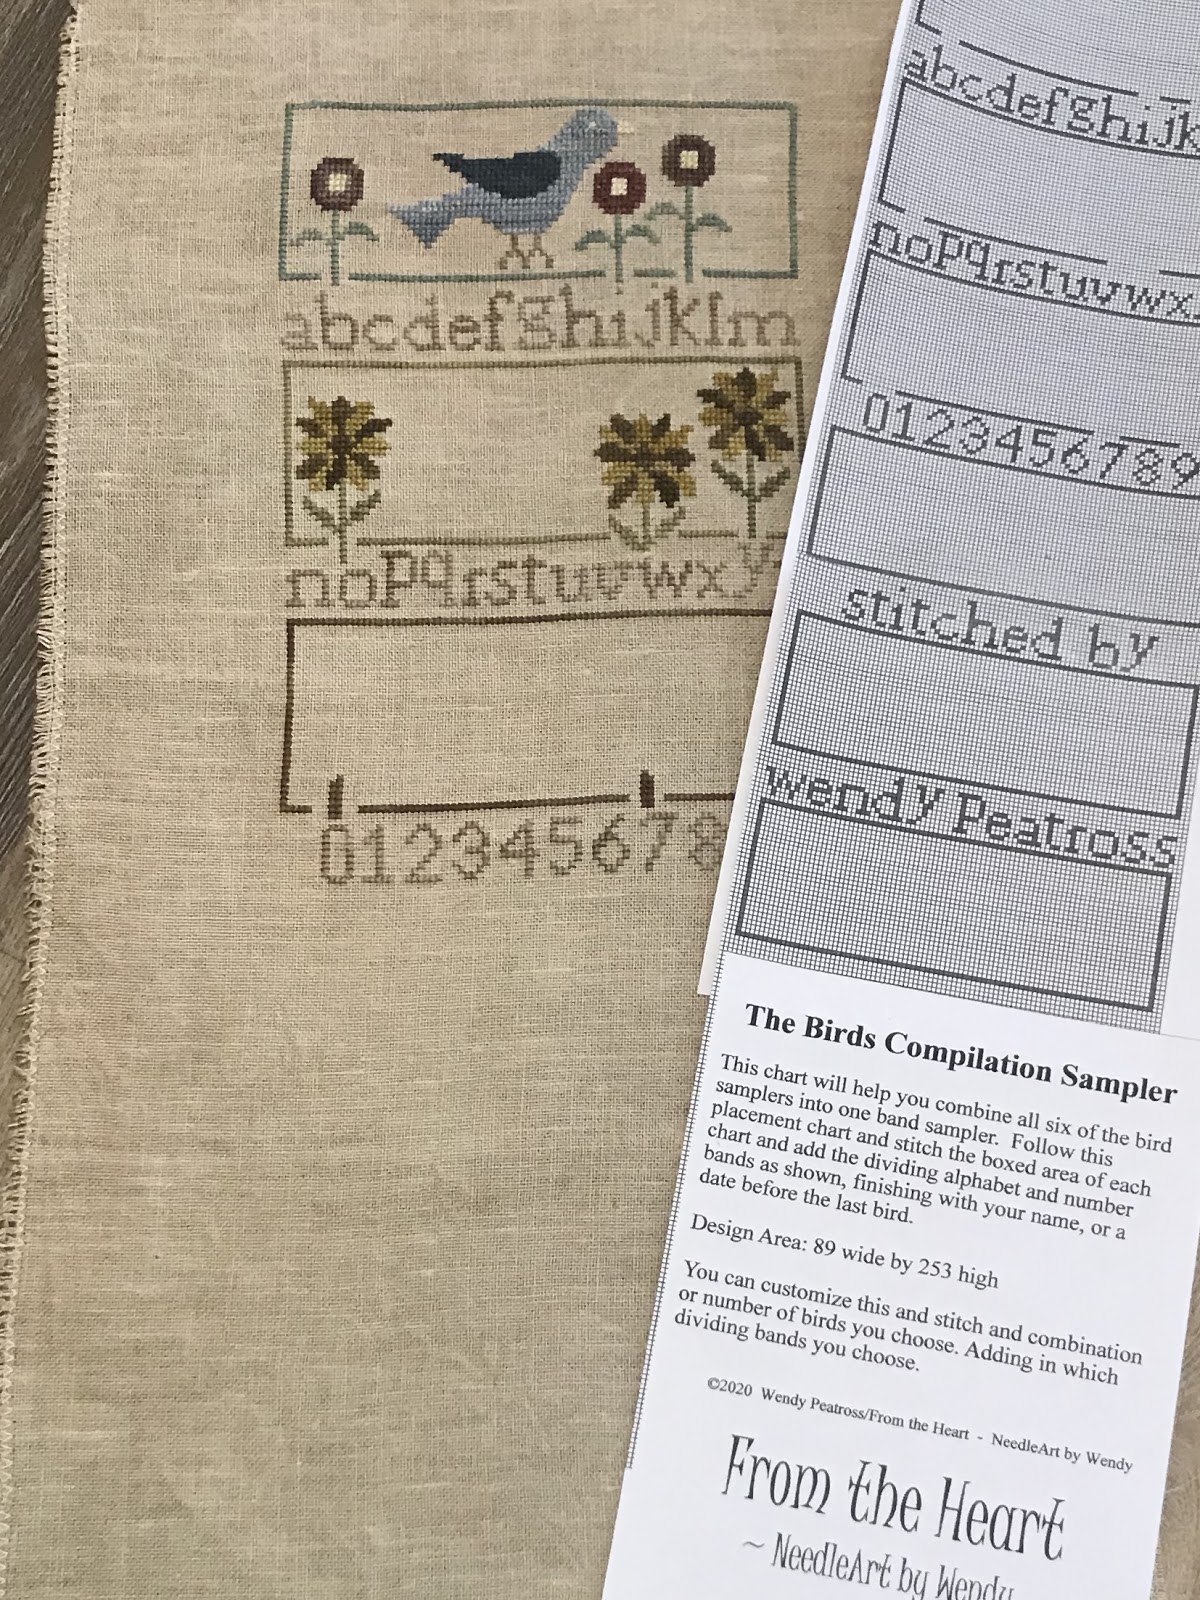 abcdefghijklm
nopqrstuvwxy
012345678
abcdefghijk
nopqrstuvwx
0123456789
stitched by
wendy Peatross
The Birds Compilation Sampler
This chart will help you combine all six of the bird
samplers into one band sampler. Follow this
placement chart and stitch the boxed area of each
chart and add the dividing alphabet and number
bands as shown, finishing with your name, or a
date before the last bird.
Design Area: 89 wide by 253 high
You can customize this and stitch and combination
or number of birds you choose. Adding in which
dividing bands you choose.
©2020 Wendy Peatross/From the Heart - NeedleArt by Wendy
From the Heart
~ NeedleArt by Wendy